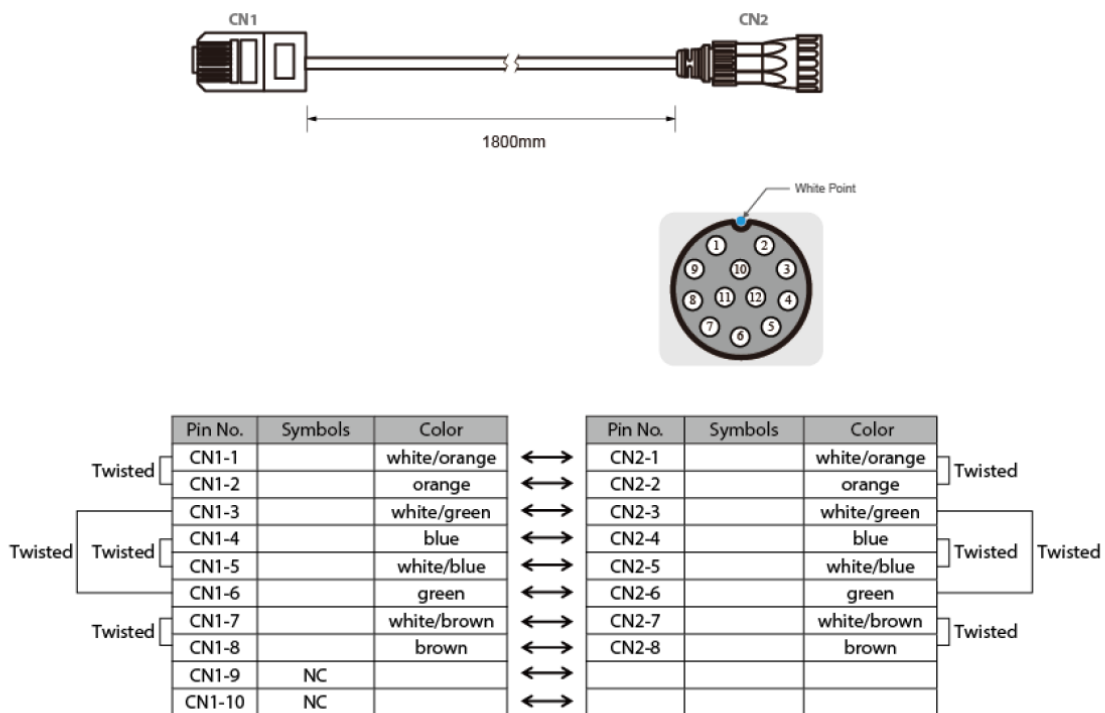 CN1 CN2
1800mm
White Point
1 2
9 10 3
8 11 12 4
7 5
6
Pin No. Symbols Color Pin No. Symbols Color
CN1-1 white/orange CN2-1 white/orange
Twisted Twisted
CN1-2 orange CN2-2 orange
CN1-3 white/green CN2-3 white/green
CN1-4 blue CN2-4 blue
Twisted Twisted Twisted Twisted
CN1-5 white/blue CN2-5 white/blue
CN1-6 green CN2-6 green
CN1-7 white/brown CN2-7 white/brown
Twisted Twisted
CN1-8 brown CN2-8 brown
CN1-9 NC
CN1-10 NC